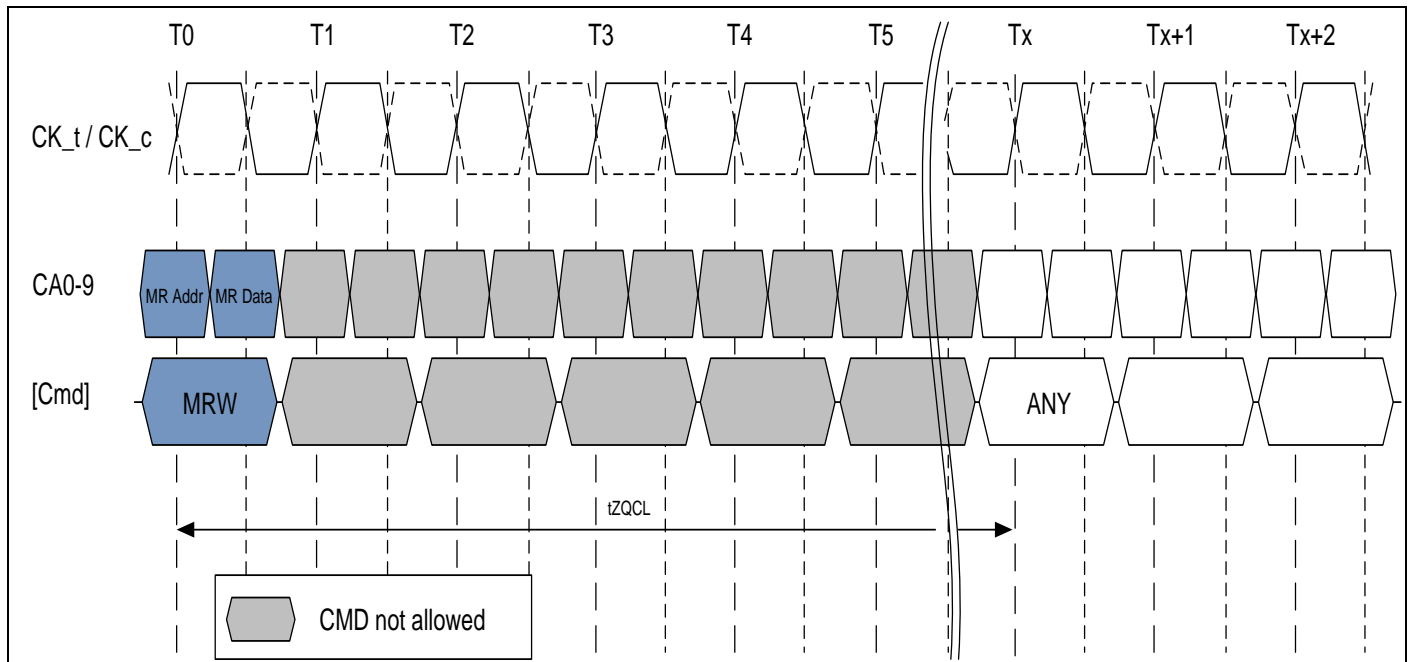 T0 T1 T2 T3 T4 T5 Tx Tx+1 Tx+2
CK_t / CK_c
CA0-9 MR Addr MR Data
[Cmd] MRW ANY
tZQCL
CMD not allowed